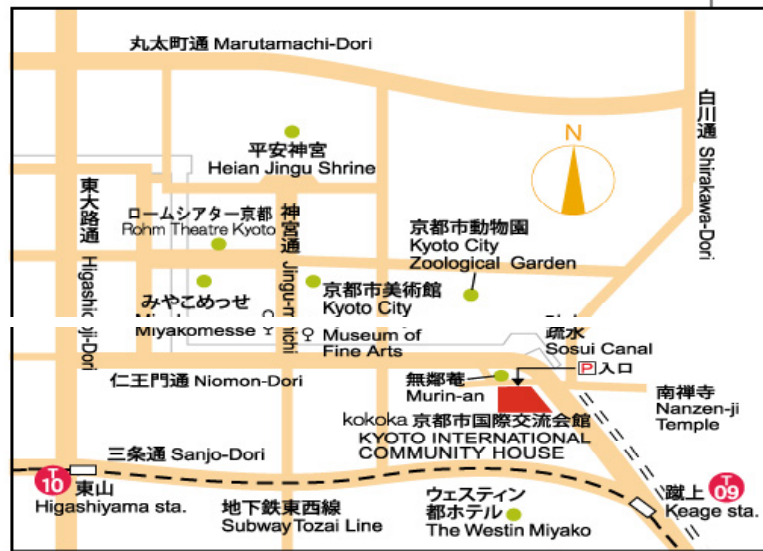 丸太町通 Marutamachi-Dori
白川通 Shirakawa-Dori
N
平安神宮
Heian Jingu Shrine
東大路通 Higashioji-Dori
ロームシアター京都
Rohm Theatre Kyoto
神宮通 Jingu-michi
京都市動物園
Kyoto City
Zoological Garden
みやこめっせ
Miyakomesse
京都市美術館
Kyoto City
Museum of
Fine Arts
疏水
Sosui Canal
仁王門通 Niomon-Dori
無鄰菴
Murin-an
P入口
南禅寺
Nanzen-ji
Temple
kokoka 京都市国際交流会館
KYOTO INTERNATIONAL
COMMUNITY HOUSE
三条通 Sanjo-Dori
T
10
東山
Higashiyama sta.
地下鉄東西線
Subway Tozai Line
ウェスティン
都ホテル
The Westin Miyako
蹴上
Keage sta.
T
09